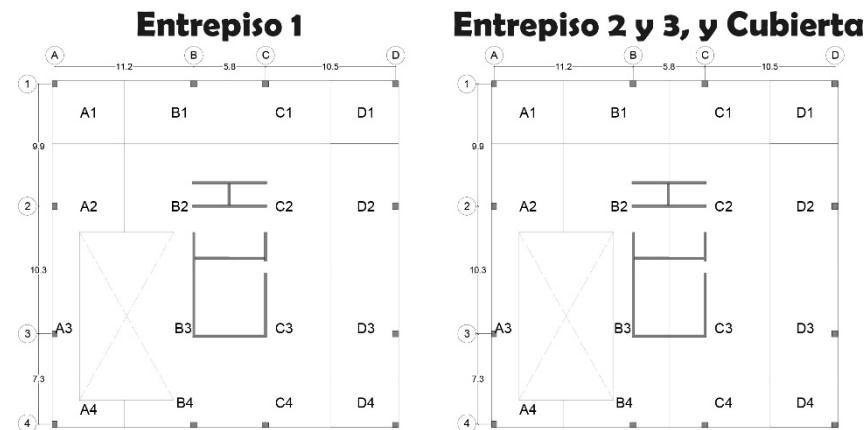 Entrepiso 1
Entrepiso 2 y 3, y Cubierta
A B C D
11.2 5.8 10.5
1
A1 B1 C1 D1
9.9
2
A2 B2 C2 D2
10.3
3
A3 B3 C3 D3
7.3
4
A4 B4 C4 D4
A B C D
11.2 5.8 10.5
1
A1 B1 C1 D1
9.9
2
A2 B2 C2 D2
10.3
3
A3 B3 C3 D3
7.3
4
A4 B4 C4 D4